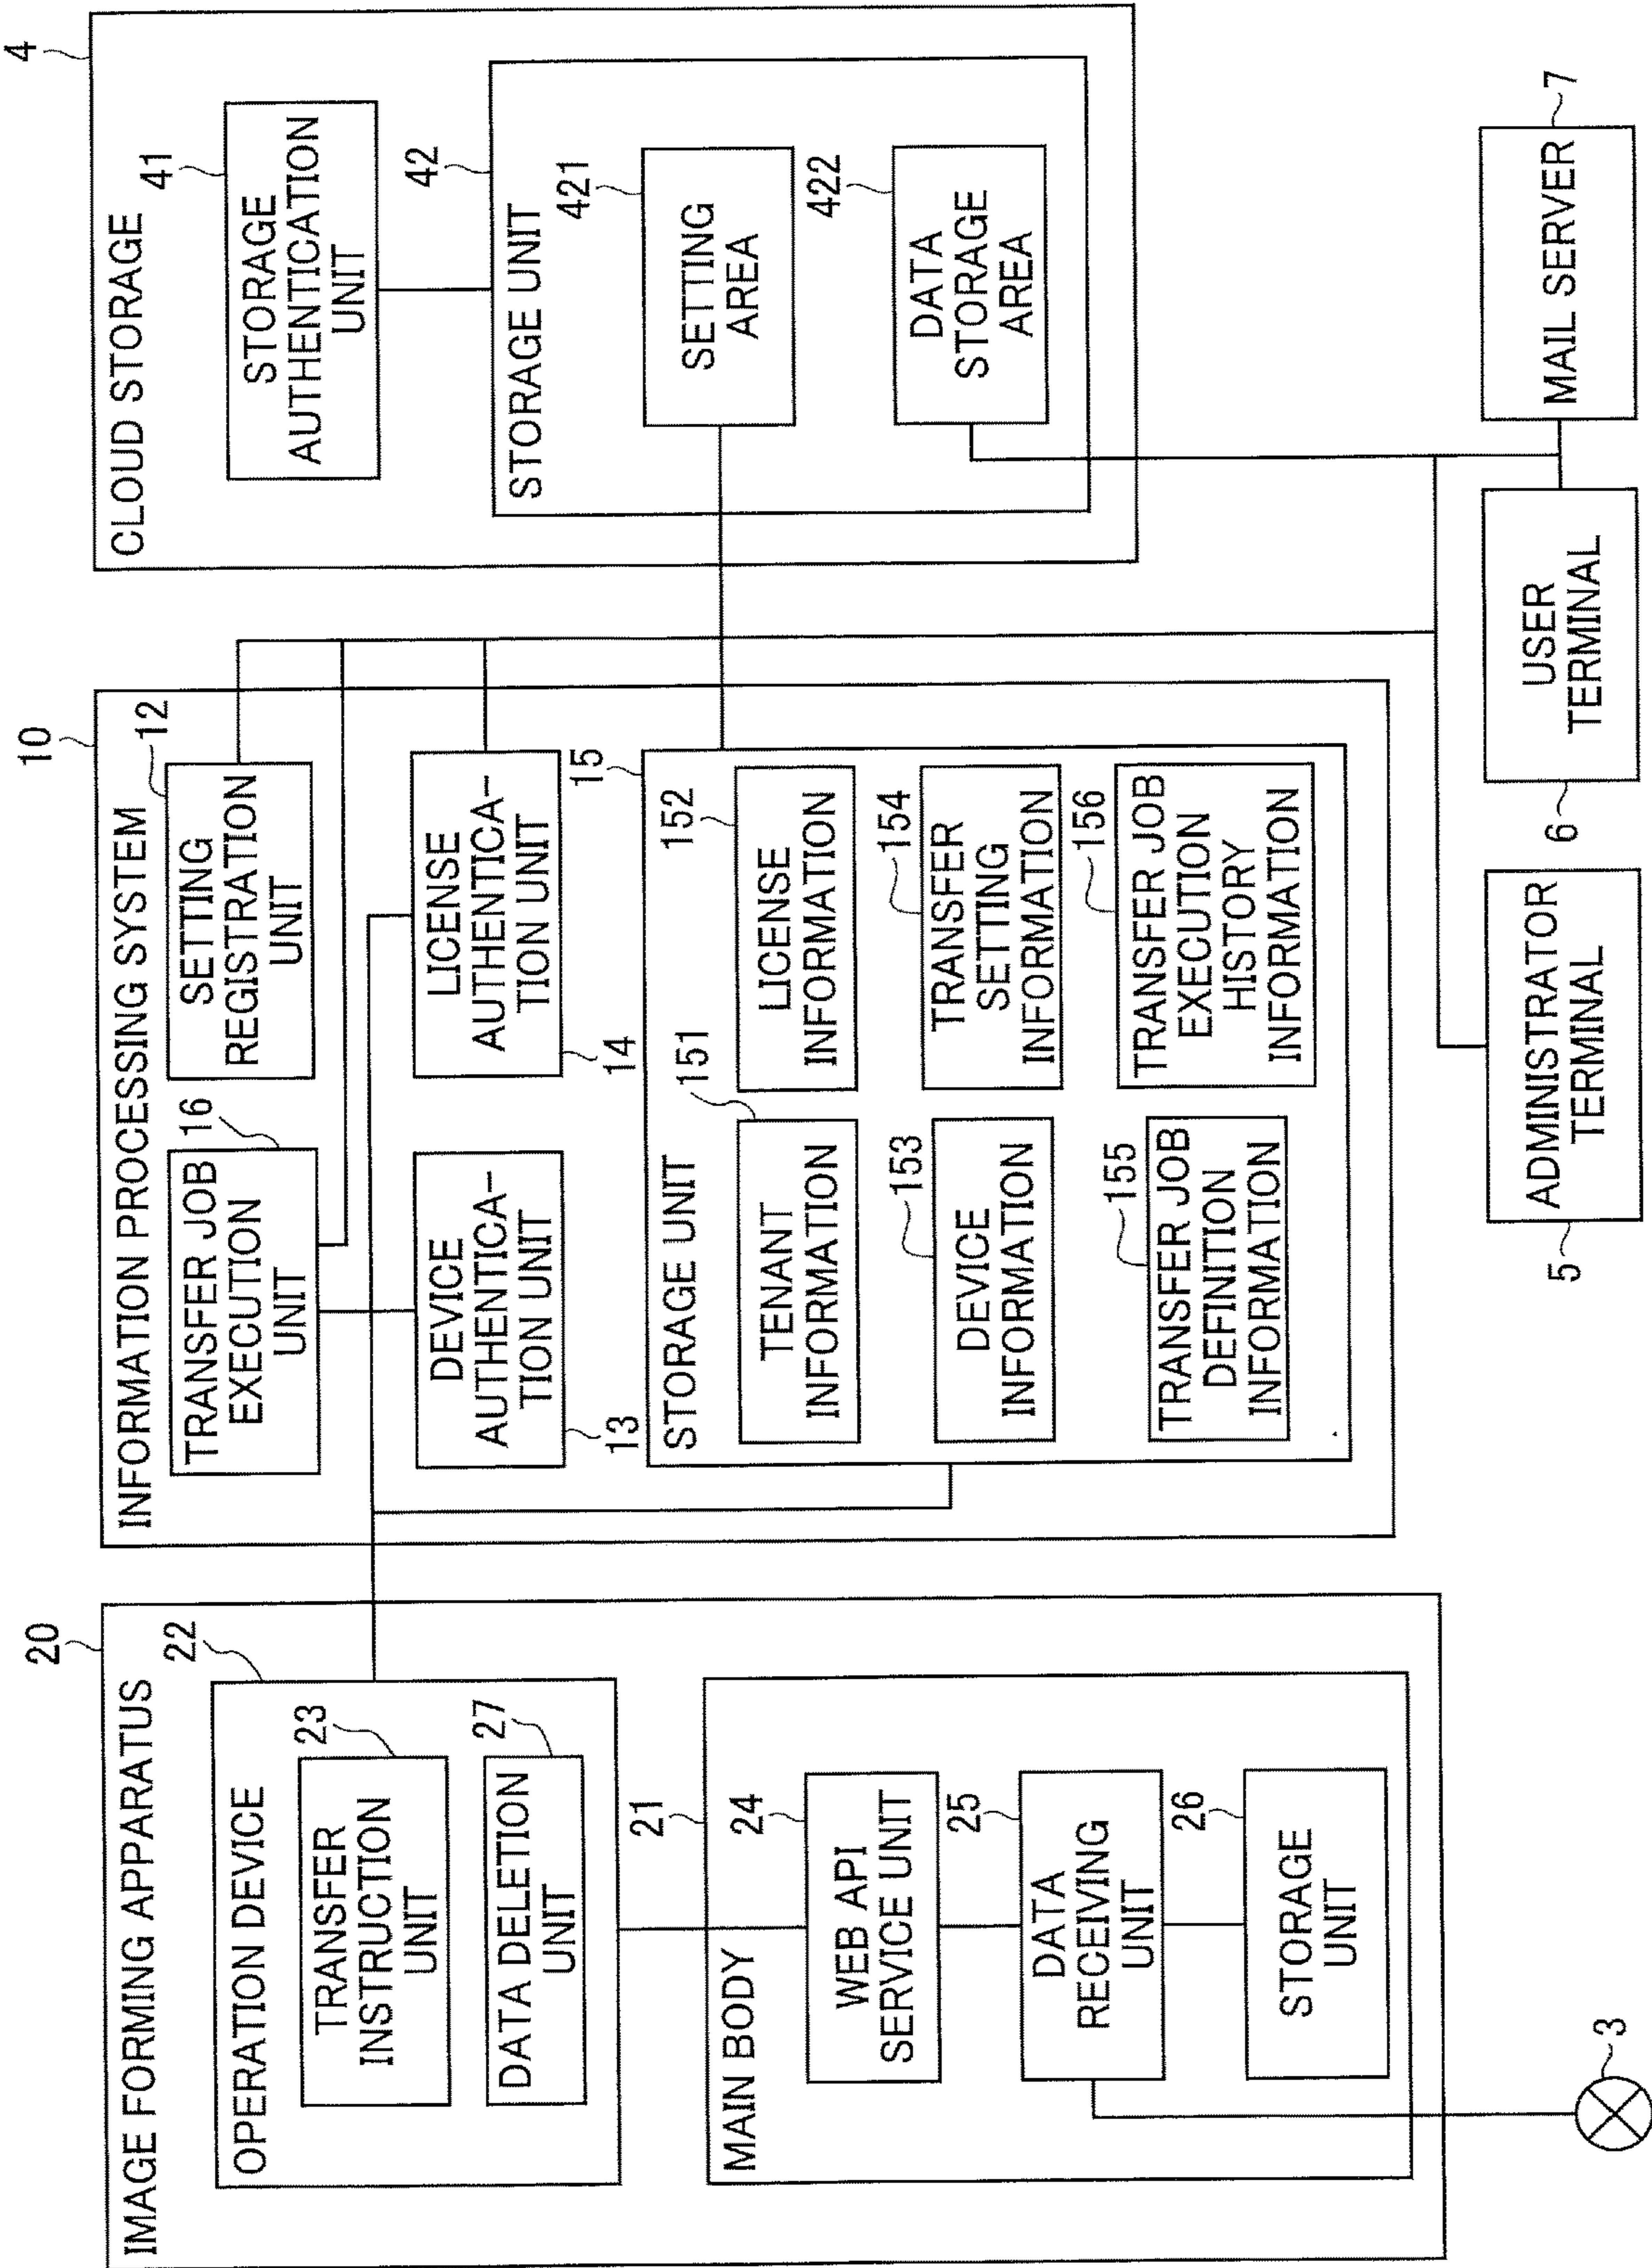 20
IMAGE FORMING APPARATUS
22
OPERATION DEVICE
23
TRANSFER
INSTRUCTION
UNIT
27
DATA DELETION
UNIT
21
MAIN BODY
24
WEB API
SERVICE UNIT
25
DATA
RECEIVING
UNIT
26
STORAGE
UNIT
3
10
INFORMATION PROCESSING SYSTEM
16
TRANSFER JOB
EXECUTION
UNIT
12
SETTING
REGISTRATION
UNIT
DEVICE
AUTHENTICA-
TION UNIT
13
LICENSE
AUTHENTICA-
TION UNIT
14
15
STORAGE UNIT
151
TENANT
INFORMATION
152
LICENSE
INFORMATION
153
DEVICE
INFORMATION
154
TRANSFER
SETTING
INFORMATION
155
TRANSFER JOB
DEFINITION
INFORMATION
156
TRANSFER JOB
EXECUTION
HISTORY
INFORMATION
4
CLOUD STORAGE
41
STORAGE
AUTHENTICATION
UNIT
42
STORAGE UNIT
421
SETTING
AREA
422
DATA
STORAGE
AREA
5
ADMINISTRATOR
TERMINAL
6
USER
TERMINAL
7
MAIL SERVER